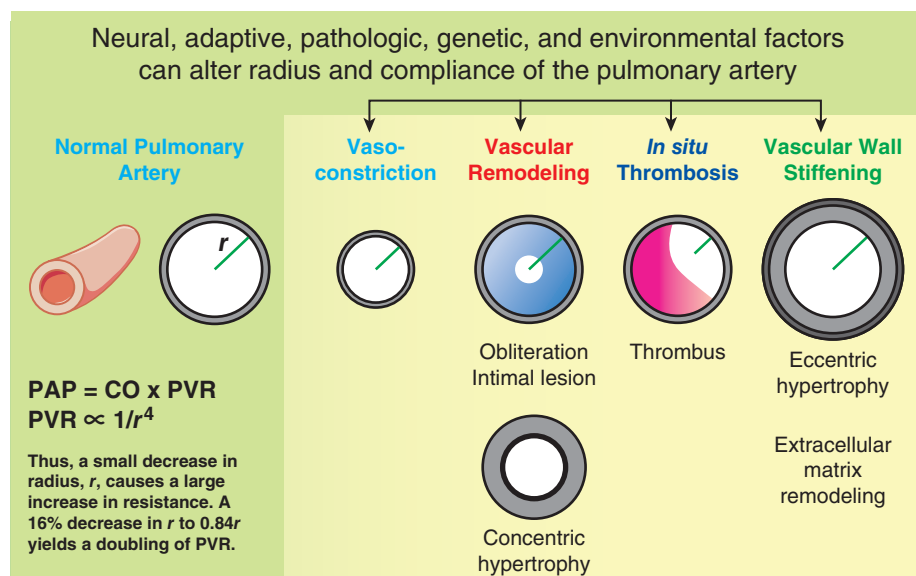 Neural, adaptive, pathologic, genetic, and environmental factors
can alter radius and compliance of the pulmonary artery
Normal Pulmonary
Artery
r
PAP = CO x PVR
PVR ∝ 1/r⁴
Thus, a small decrease in
radius, r, causes a large
increase in resistance. A
16% decrease in r to 0.84r
yields a doubling of PVR.
Vaso-
constriction
Vascular
Remodeling
Obliteration
Intimal lesion
Concentric
hypertrophy
In situ
Thrombosis
Thrombus
Vascular Wall
Stiffening
Eccentric
hypertrophy
Extracellular
matrix
remodeling